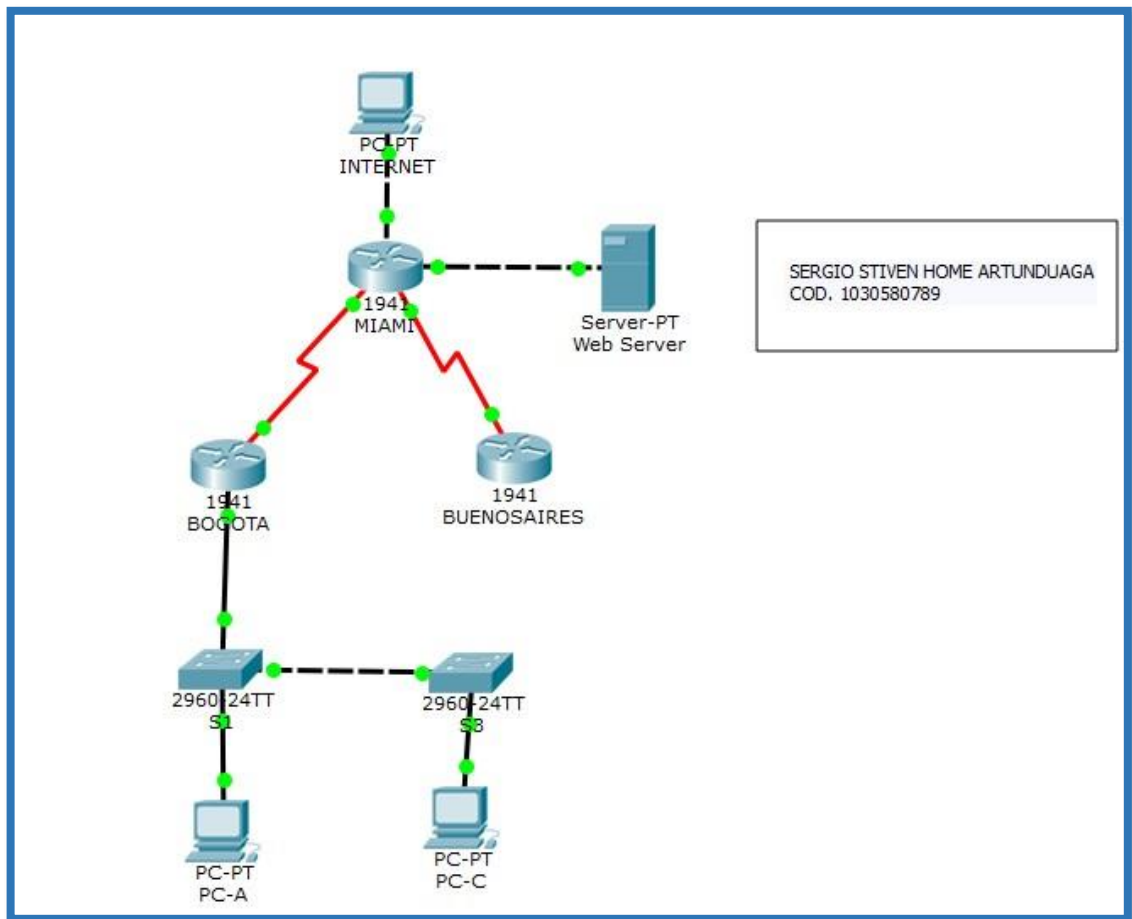 PC-PT
INTERNET
SERGIO STIVEN HOME ARTUNDUAGA
COD. 1030580789
1941
MIAMI
Server-PT
Web Server
1941
BOGOTA
1941
BUENOSAIRES
2960-24TT
S1
2960-24TT
S3
PC-PT
PC-A
PC-PT
PC-C